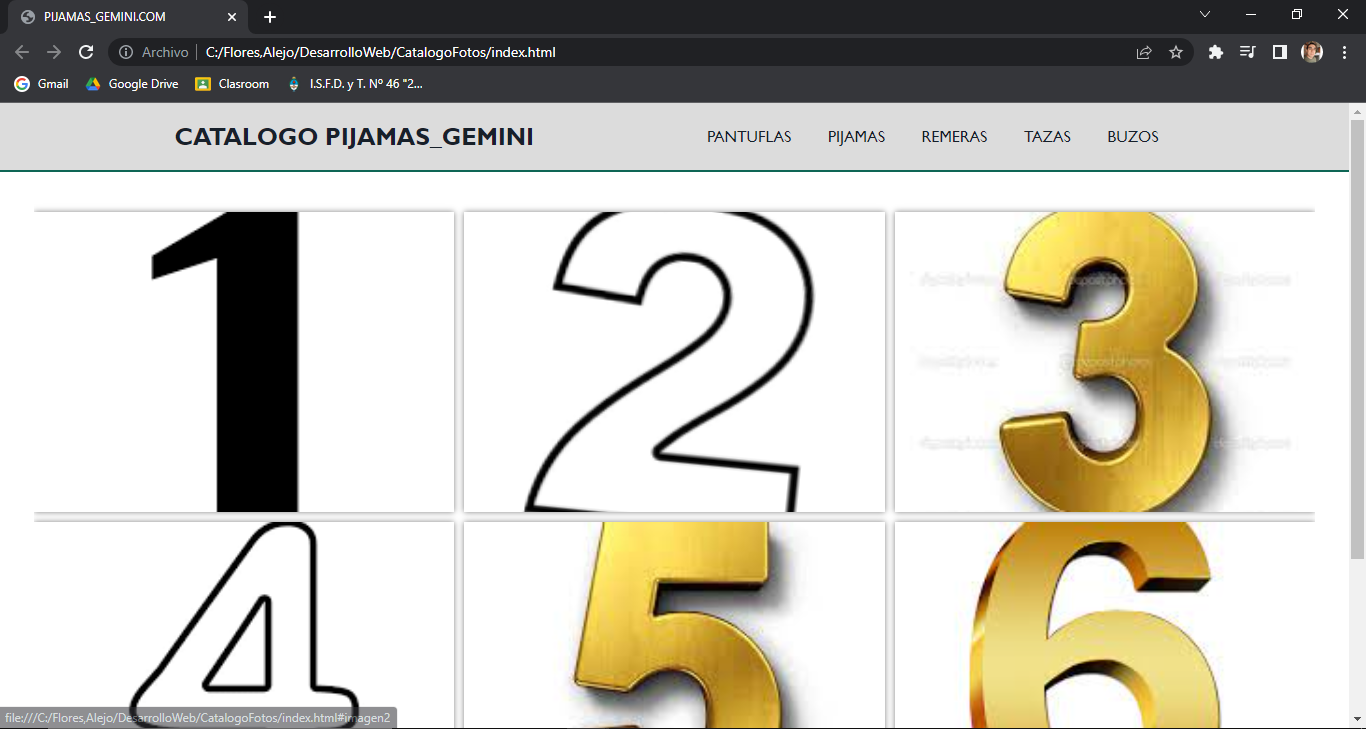 PIJAMAS_GEMINI.COM
Archivo C:/Flores,Alejo/DesarrolloWeb/CatalogoFotos/index.html
Gmail Google Drive Clasroom I.S.F.D. y T. Nº 46 "2...
CATALOGO PIJAMAS_GEMINI PANTUFLAS PIJAMAS REMERAS TAZAS BUZOS
1 2 3
4 5 6
file:///C:/Flores,Alejo/DesarrolloWeb/CatalogoFotos/index.html#imagen2